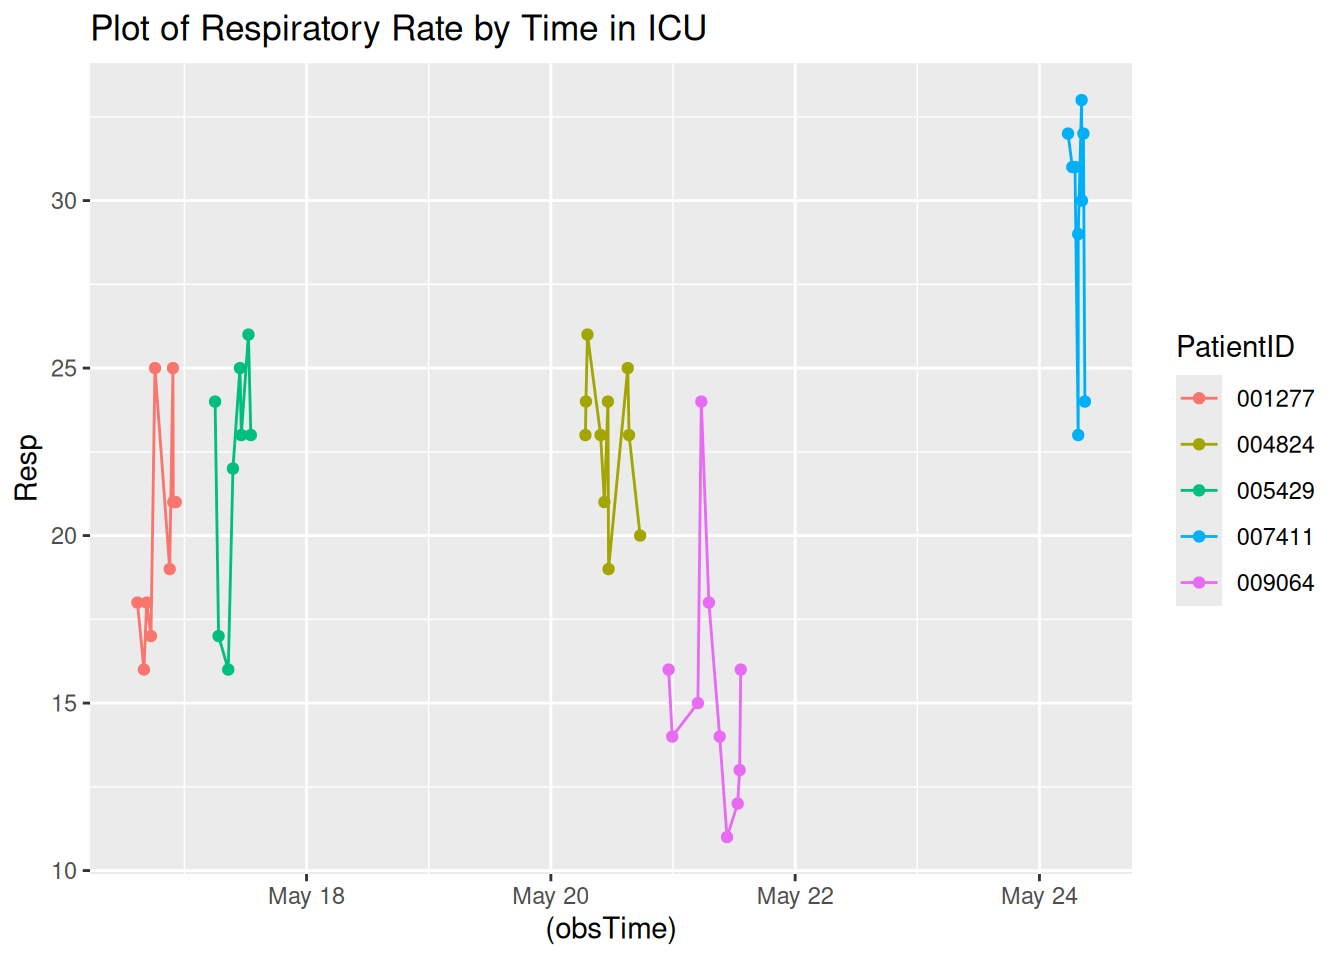 Plot of Respiratory Rate by Time in ICU
Resp
30
25
20
15
10
May 18
May 20
May 22
May 24
(obsTime)
PatientID
001277
004824
005429
007411
009064